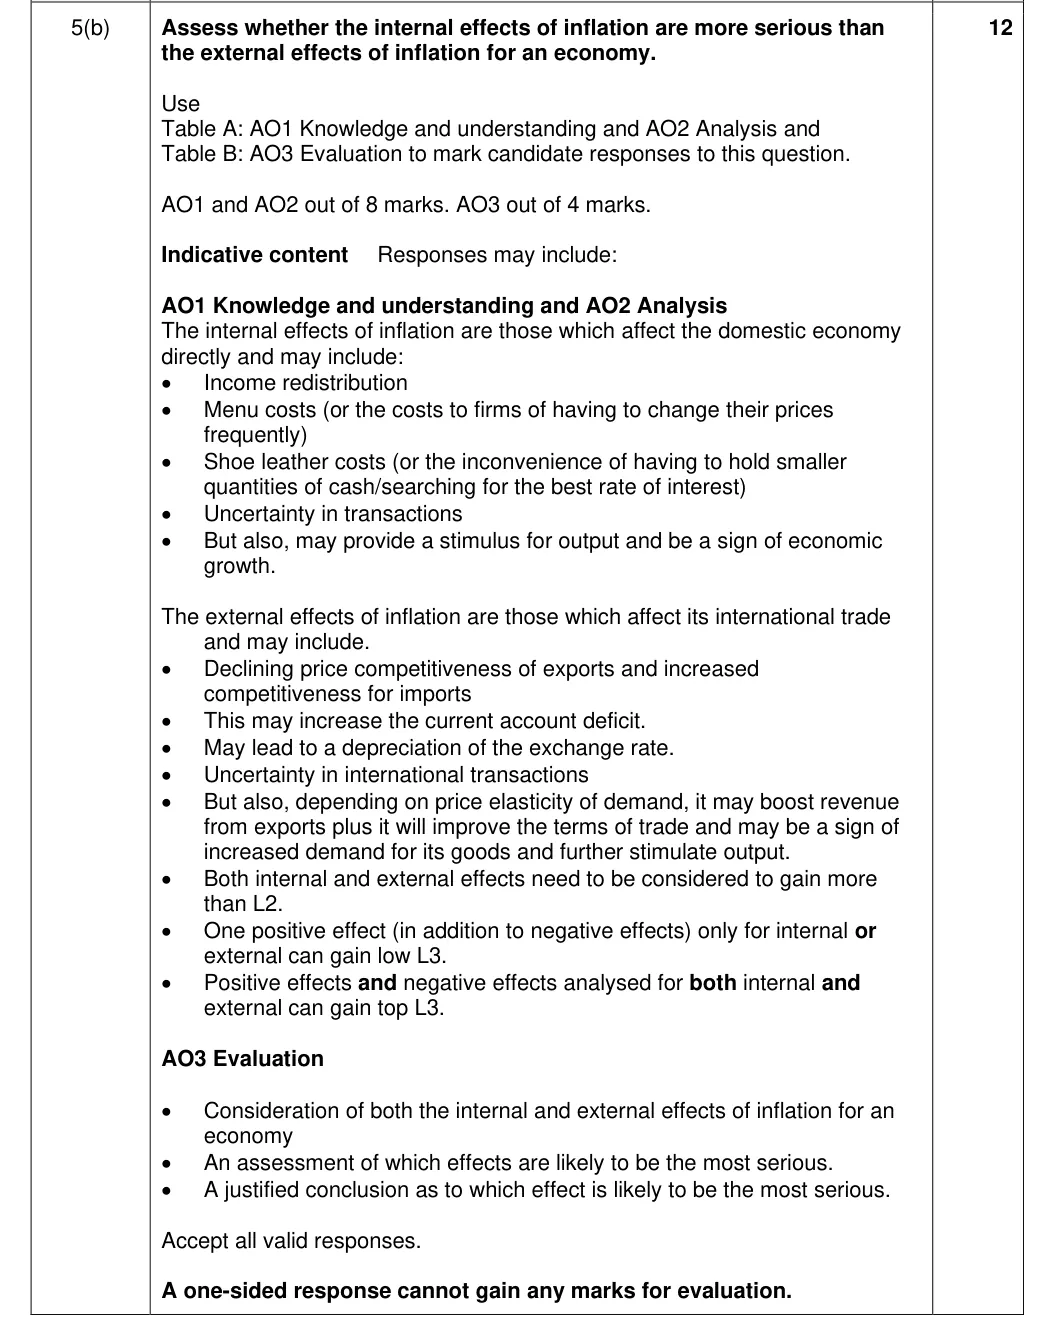 5(b) Assess whether the internal effects of inflation are more serious than 12
the external effects of inflation for an economy.
Use
Table A: AO1 Knowledge and understanding and AO2 Analysis and
Table B: AO3 Evaluation to mark candidate responses to this question.
AO1 and AO2 out of 8 marks. AO3 out of 4 marks.
Indicative content Responses may include:
AO1 Knowledge and understanding and AO2 Analysis
The internal effects of inflation are those which affect the domestic economy
directly and may include:
• Income redistribution
• Menu costs (or the costs to firms of having to change their prices
frequently)
• Shoe leather costs (or the inconvenience of having to hold smaller
quantities of cash/searching for the best rate of interest)
• Uncertainty in transactions
• But also, may provide a stimulus for output and be a sign of economic
growth.
The external effects of inflation are those which affect its international trade
and may include.
• Declining price competitiveness of exports and increased
competitiveness for imports
• This may increase the current account deficit.
• May lead to a depreciation of the exchange rate.
• Uncertainty in international transactions
• But also, depending on price elasticity of demand, it may boost revenue
from exports plus it will improve the terms of trade and may be a sign of
increased demand for its goods and further stimulate output.
• Both internal and external effects need to be considered to gain more
than L2.
• One positive effect (in addition to negative effects) only for internal or
external can gain low L3.
• Positive effects and negative effects analysed for both internal and
external can gain top L3.
AO3 Evaluation
• Consideration of both the internal and external effects of inflation for an
economy
• An assessment of which effects are likely to be the most serious.
• A justified conclusion as to which effect is likely to be the most serious.
Accept all valid responses.
A one-sided response cannot gain any marks for evaluation.